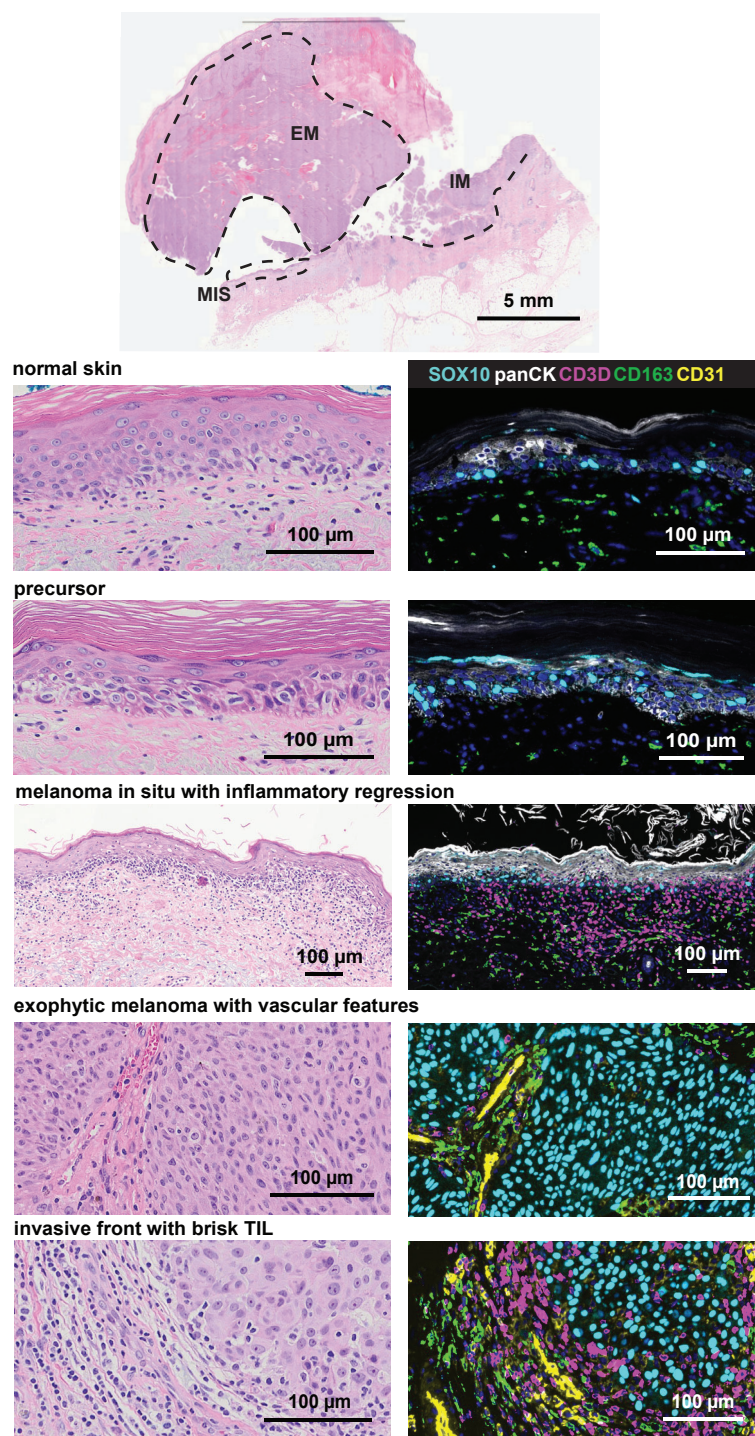 EM
IM
MIS
5 mm
normal skin
SOX10 panCK CD3D CD163 CD31
100 µm
100 µm
precursor
100 µm
100 µm
melanoma in situ with inflammatory regression
100 µm
100 µm
exophytic melanoma with vascular features
100 µm
100 µm
invasive front with brisk TIL
100 µm
100 µm